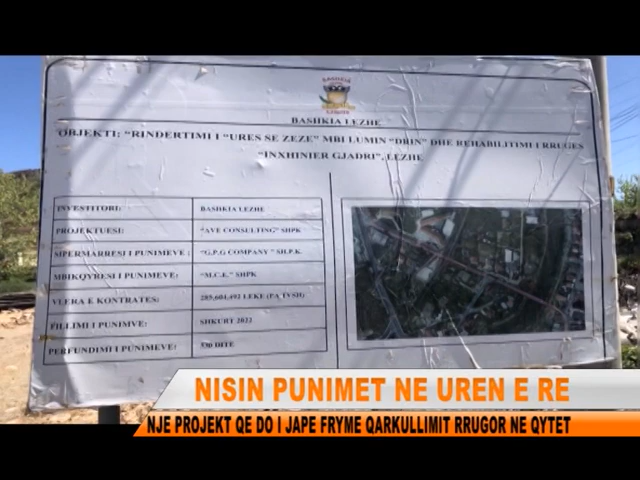 BASHKIA
LEZHE
BASHKIA LEZHE
OBJEKTI: "RINDERTIMI I "URES SE ZEZE" MBI LUMIN "DRIN" DHE REHABILITIMI I RRUGES
"INXHINIER GJADRI", LEZHE
INVESTITORI: BASHKIA LEZHE
PROJEKTUESI: "AVE CONSULTING" SHPK
SIPERMARRESI I PUNIMEVE : "G.P.G COMPANY" SH.P.K.
MBIKQYRESI I PUNIMEVE: "M.C.E," SHPK
VLERA E KONTRATES: 285,604,492 LEKE (PA TVSH)
FILLIMI I PUNIMVE: SHKURT 2022
PERFUNDIMI I PUNIMEVE: 330 DITE
NISIN PUNIMET NE UREN E RE
NJE PROJEKT QE DO I JAPE FRYME QARKULLIMIT RRUGOR NE QYTET